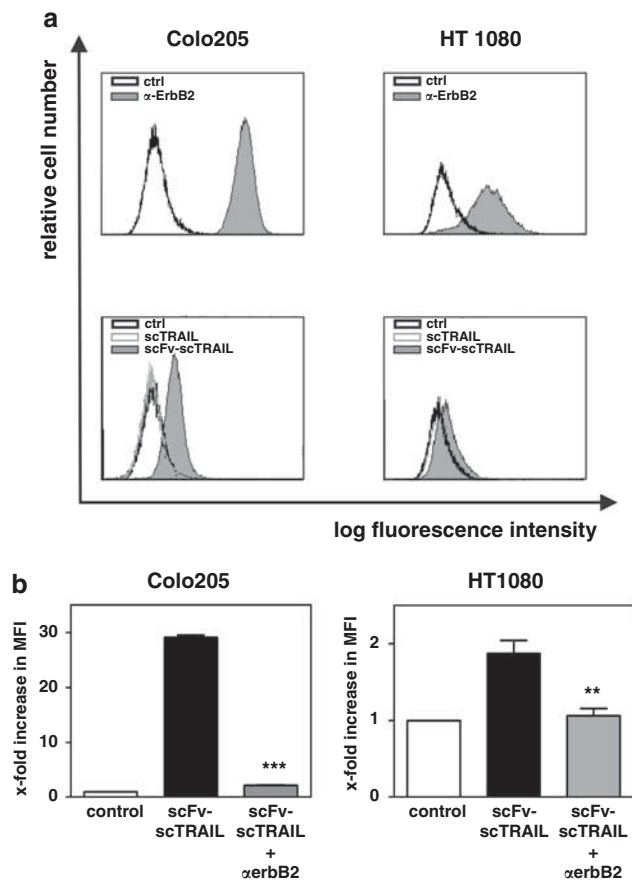 a
Colo205
HT 1080
relative cell number
ctrl
α-ErbB2
ctrl
α-ErbB2
ctrl
scTRAIL
scFv-scTRAIL
ctrl
scTRAIL
scFv-scTRAIL
log fluorescence intensity
b
Colo205
HT1080
x-fold increase in MFI
30
20
10
0
***
control
scFv-
scTRAIL
scFv-
scTRAIL
+
αerbB2
x-fold increase in MFI
2
1
0
**
control
scFv-
scTRAIL
scFv-
scTRAIL
+
αerbB2